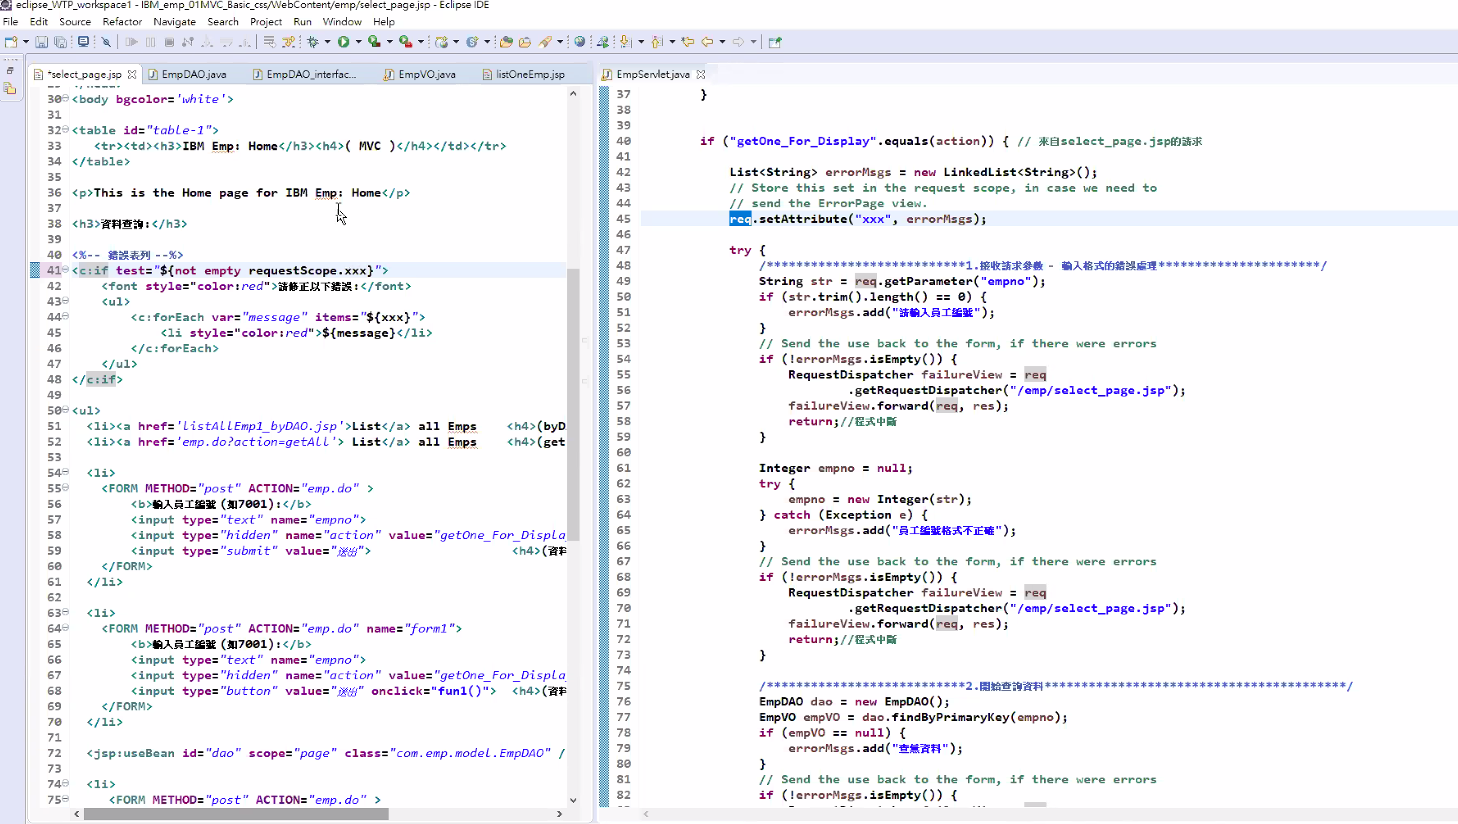 eclipse_WTP_workspace1 - IBM_emp_01MVC_Basic_css/WebContent/emp/select_page.jsp - Eclipse IDE
File Edit Source Refactor Navigate Search Project Run Window Help
*select_page.jsp EmpDAO.java EmpDAO_interfac... EmpVO.java listOneEmp.jsp
30 <body bgcolor='white'>
31
32 <table id="table-1">
33 <tr><td><h3>IBM Emp: Home</h3><h4>( MVC )</h4></td></tr>
34 </table>
35
36 <p>This is the Home page for IBM Emp: Home</p>
37
38 <h3>資料查詢:</h3>
39
40 <%-- 錯誤表列 --%>
41 <c:if test="${not empty requestScope.xxx}">
42 <font style="color:red">請修正以下錯誤:</font>
43 <ul>
44 <c:forEach var="message" items="${xxx}">
45 <li style="color:red">${message}</li>
46 </c:forEach>
47 </ul>
48 </c:if>
49
50 <ul>
51 <li><a href='listAllEmp1_byDAO.jsp'>List</a> all Emps <h4>(byD
52 <li><a href='emp.do?action=getAll'> List</a> all Emps <h4>(get
53
54 <li>
55 <FORM METHOD="post" ACTION="emp.do" >
56 <b>輸入員工編號 (如7001):</b>
57 <input type="text" name="empno">
58 <input type="hidden" name="action" value="getOne_For_Displa
59 <input type="submit" value="送出"> <h4>(資料
60 </FORM>
61 </li>
62
63 <li>
64 <FORM METHOD="post" ACTION="emp.do" name="form1">
65 <b>輸入員工編號 (如7001):</b>
66 <input type="text" name="empno">
67 <input type="hidden" name="action" value="getOne_For_Displa
68 <input type="button" value="送出" onclick="fun1()"> <h4>(資料
69 </FORM>
70 </li>
71
72 <jsp:useBean id="dao" scope="page" class="com.emp.model.EmpDAO" /
73
74 <li>
75 <FORM METHOD="post" ACTION="emp.do" >
EmpServlet.java
37 }
38
39
40 if ("getOne_For_Display".equals(action)) { // 來自select_page.jsp的請求
41
42 List<String> errorMsgs = new LinkedList<String>();
43 // Store this set in the request scope, in case we need to
44 // send the ErrorPage view.
45 req.setAttribute("xxx", errorMsgs);
46
47 try {
48 /***************************1.接收請求參數 - 輸入格式的錯誤處理**********************/
49 String str = req.getParameter("empno");
50 if (str.trim().length() == 0) {
51 errorMsgs.add("請輸入員工編號");
52 }
53 // Send the use back to the form, if there were errors
54 if (!errorMsgs.isEmpty()) {
55 RequestDispatcher failureView = req
56 .getRequestDispatcher("/emp/select_page.jsp");
57 failureView.forward(req, res);
58 return;//程式中斷
59 }
60
61 Integer empno = null;
62 try {
63 empno = new Integer(str);
64 } catch (Exception e) {
65 errorMsgs.add("員工編號格式不正確");
66 }
67 // Send the use back to the form, if there were errors
68 if (!errorMsgs.isEmpty()) {
69 RequestDispatcher failureView = req
70 .getRequestDispatcher("/emp/select_page.jsp");
71 failureView.forward(req, res);
72 return;//程式中斷
73 }
74
75 /***************************2.開始查詢資料*****************************************/
76 EmpDAO dao = new EmpDAO();
77 EmpVO empVO = dao.findByPrimaryKey(empno);
78 if (empVO == null) {
79 errorMsgs.add("查無資料");
80 }
81 // Send the use back to the form, if there were errors
82 if (!errorMsgs.isEmpty()) {